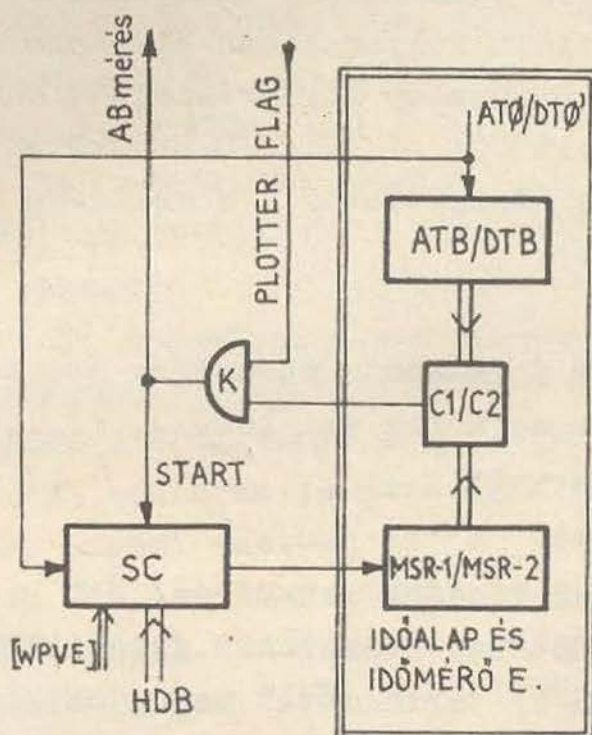 AB mérés
PLOTTER FLAG
ATØ/DTØ'
ATB/DTB
K
C1/C2
START
SC
MSR-1/MSR-2
[WPVE]
HDB
IDŐALAP ÉS
IDŐMÉRŐ E.